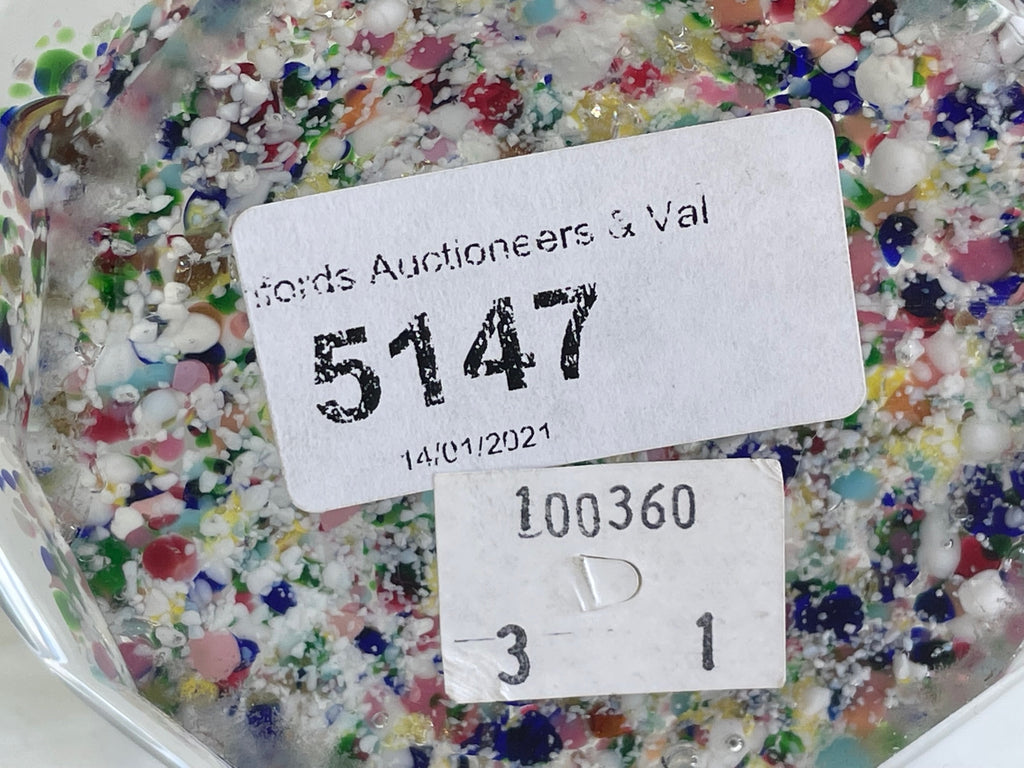 fords Auctioneers & Val
5147
14/01/2021
100360
3 1